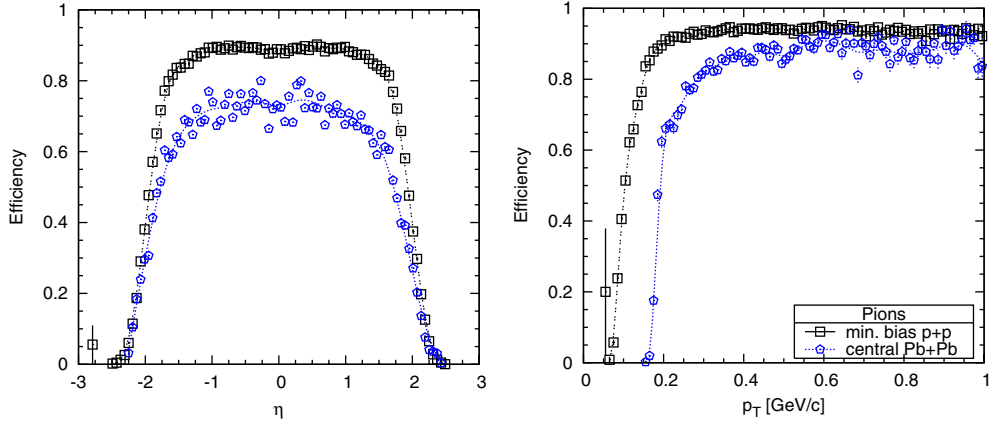 1
0.8
0.6
0.4
0.2
0
Efficiency
-3 -2 -1 0 1 2 3
η
1
0.8
0.6
0.4
0.2
0
Efficiency
0 0.2 0.4 0.6 0.8 1
p_T [GeV/c]
Pions
min. bias p+p
central Pb+Pb